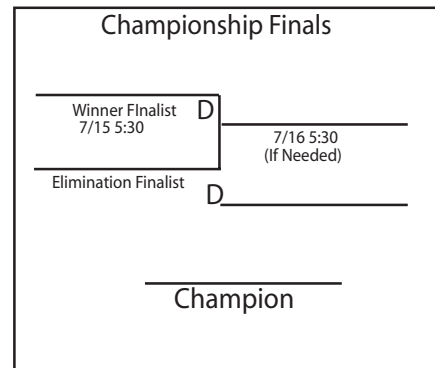 Championship Finals
Winner FInalist
D
7/15 5:30
7/16 5:30
(If Needed)
Elimination Finalist
D
Champion